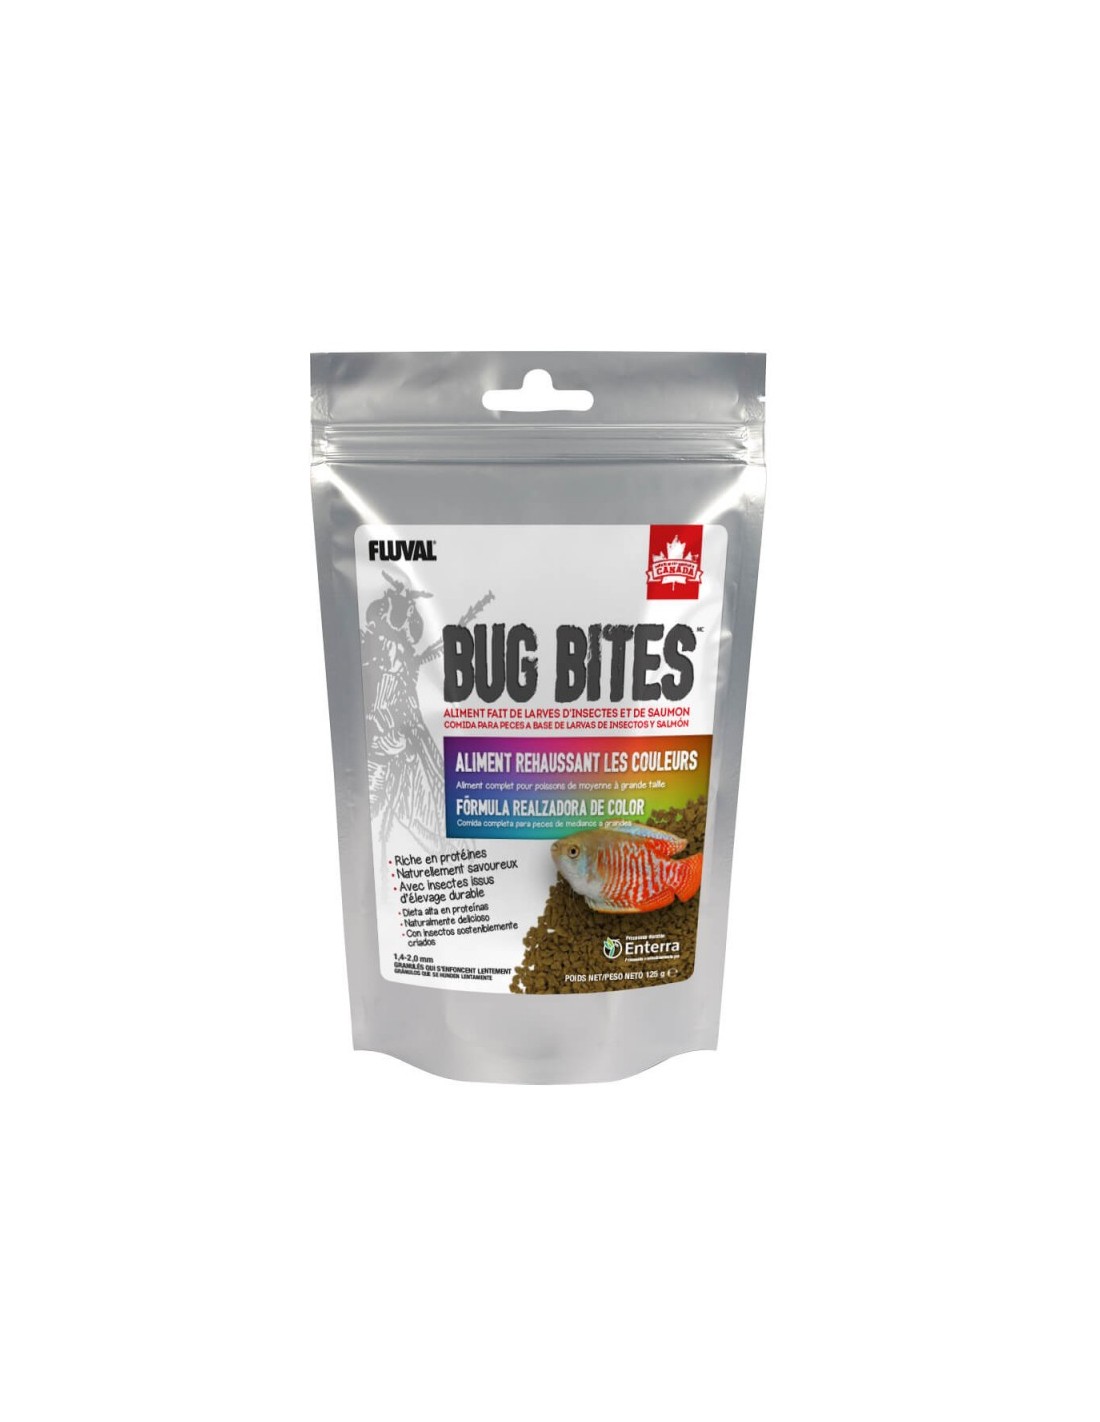 FLUVAL®
CANADA
BUG BITES MC
ALIMENT FAIT DE LARVES D'INSECTES ET DE SAUMON
COMIDA PARA PECES A BASE DE LARVAS DE INSECTOS Y SALMÓN
ALIMENT REHAUSSANT LES COULEURS
Aliment complet pour poissons de moyenne à grande taille
FÓRMULA REALZADORA DE COLOR
Comida completa para peces de medianos a grandes
• Riche en protéines
• Naturellement savoureux
• Avec insectes issus
d'élevage durable
• Dieta alta en proteínas
• Naturalmente delicioso
• Con insectos sosteniblemente
criados
Enterra
1,4-2,0 mm
GRANULÉS QUI S'ENFONCENT LENTEMENT
GRÁNULOS QUE SE HUNDEN LENTAMENTE
POIDS NET/PESO NETO 125 g ℮